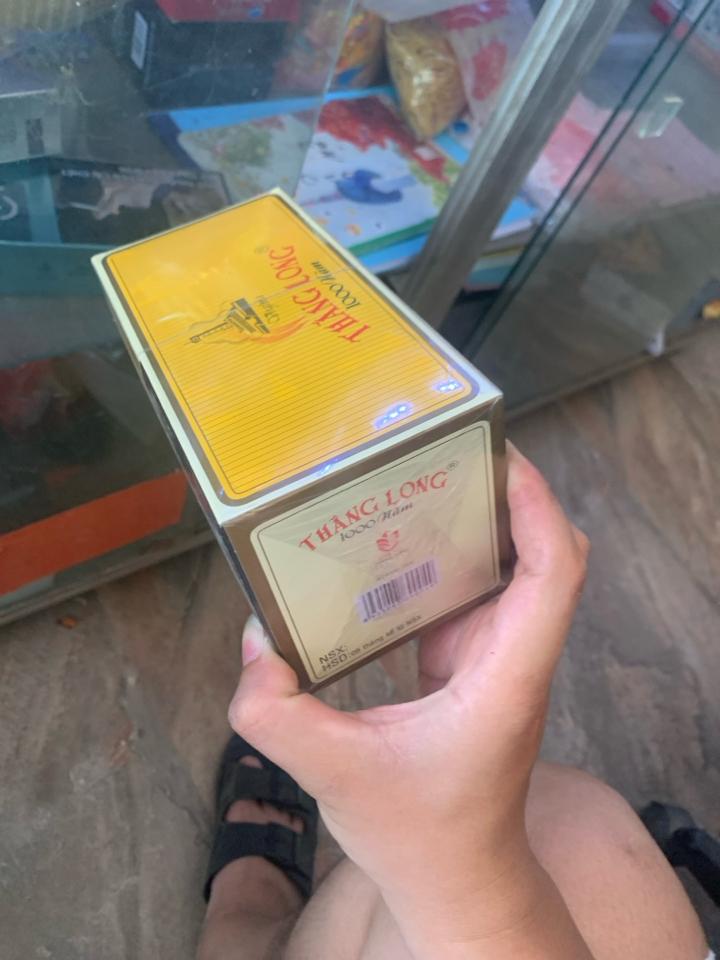 THĂNG LONG®
1000 Năm
THĂNG LONG®
1000 Năm
NSX:
HSD: 09 tháng kể từ NSX